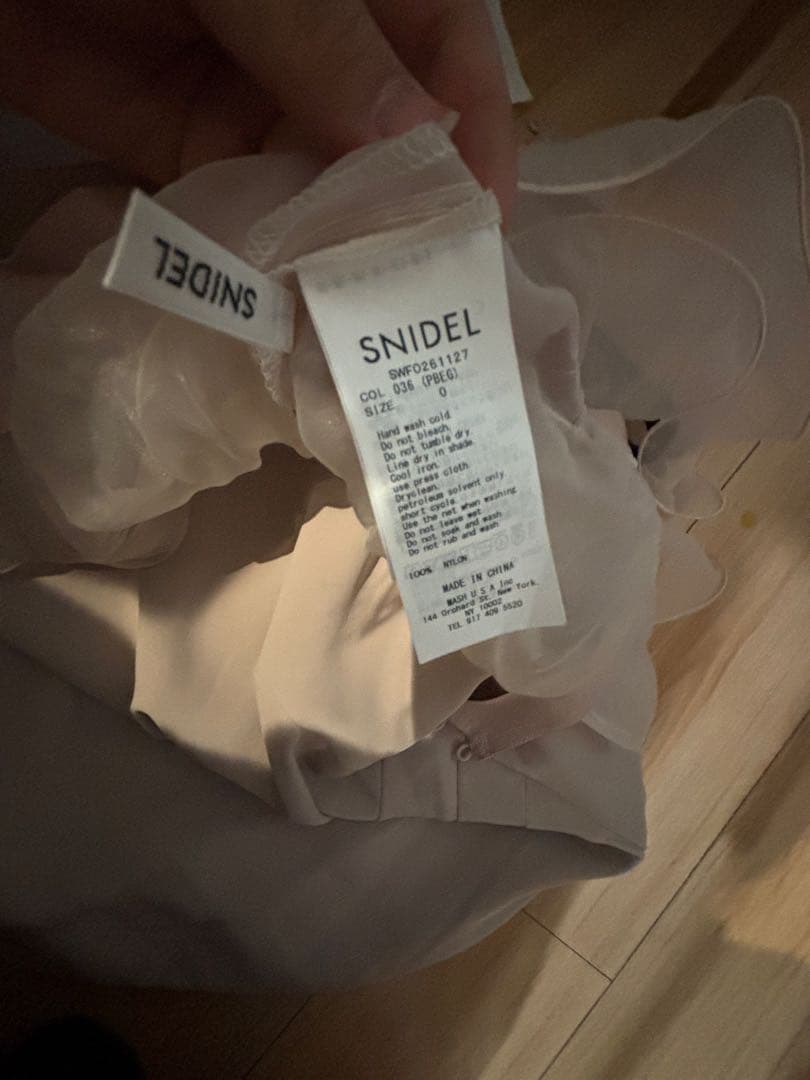 SNIDEL
SNIDEL
SWFO261127
COL 036 (PBEG)
SIZE 0
Hand wash cold
Do not bleach.
Do not tumble dry.
Line dry in shade.
Cool iron.
use press cloth.
Dryclean.
petroleum solvent only
short cycle.
Use the net when washing
Do not leave wet
Do not soak and wash
Do not rub and wash
100% NYLON
MADE IN CHINA
MASH U S A Inc
144 Orchard St. New York,
NY 10002
TEL 917 409 5520